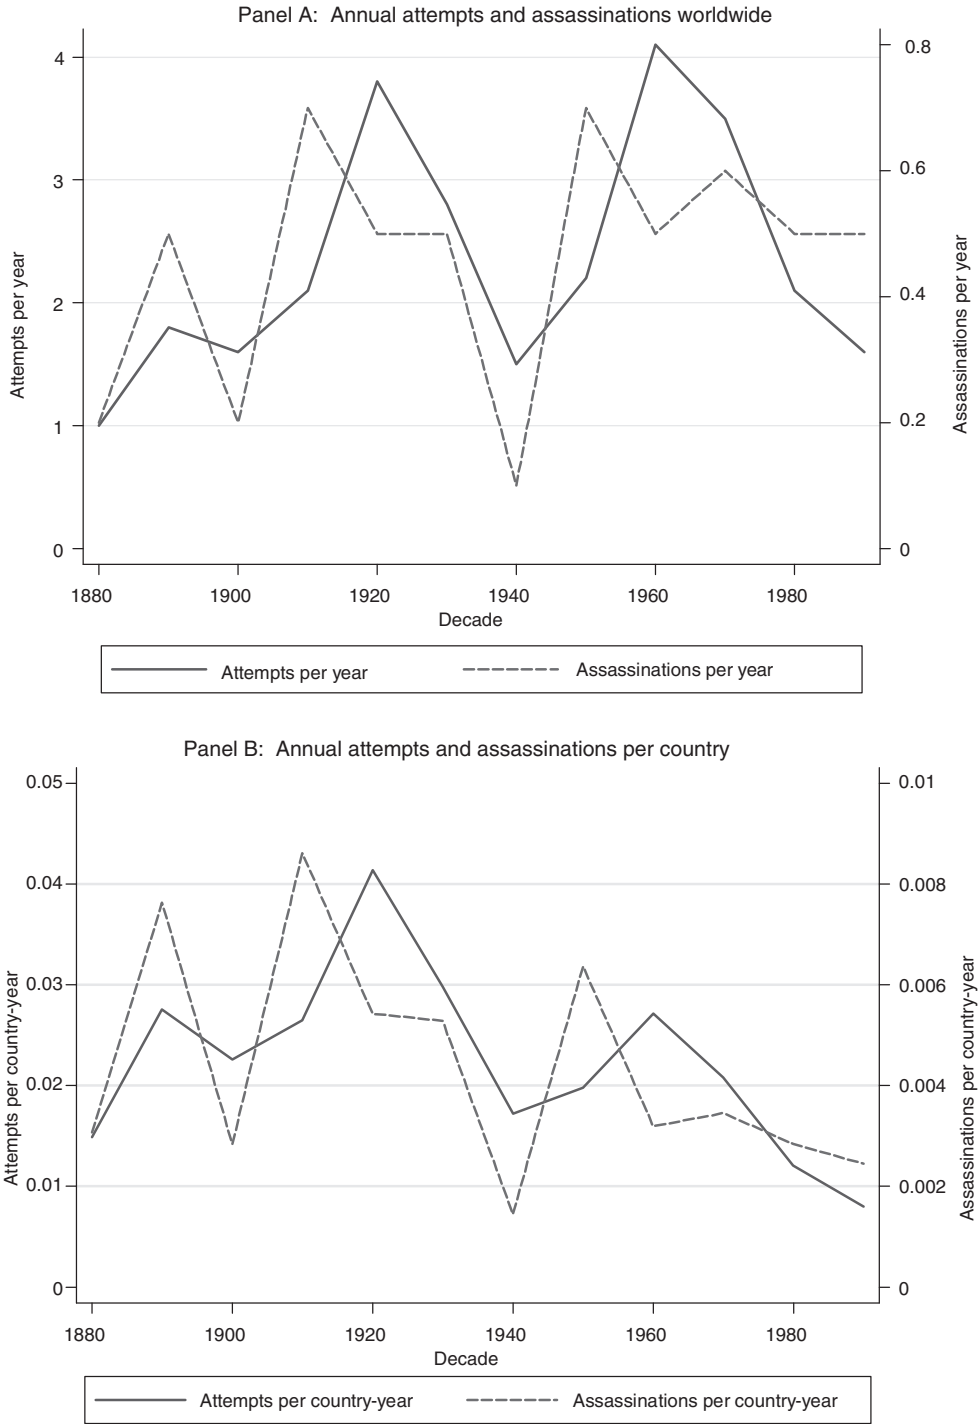 Panel A: Annual attempts and assassinations worldwide
4
3
2
1
0
Attempts per year
0.8
0.6
0.4
0.2
0
Assassinations per year
1880 1900 1920 1940 1960 1980
Decade
Attempts per year Assassinations per year
Panel B: Annual attempts and assassinations per country
0.05
0.04
0.03
0.02
0.01
0
Attempts per country-year
0.01
0.008
0.006
0.004
0.002
0
Assassinations per country-year
1880 1900 1920 1940 1960 1980
Decade
Attempts per country-year Assassinations per country-year